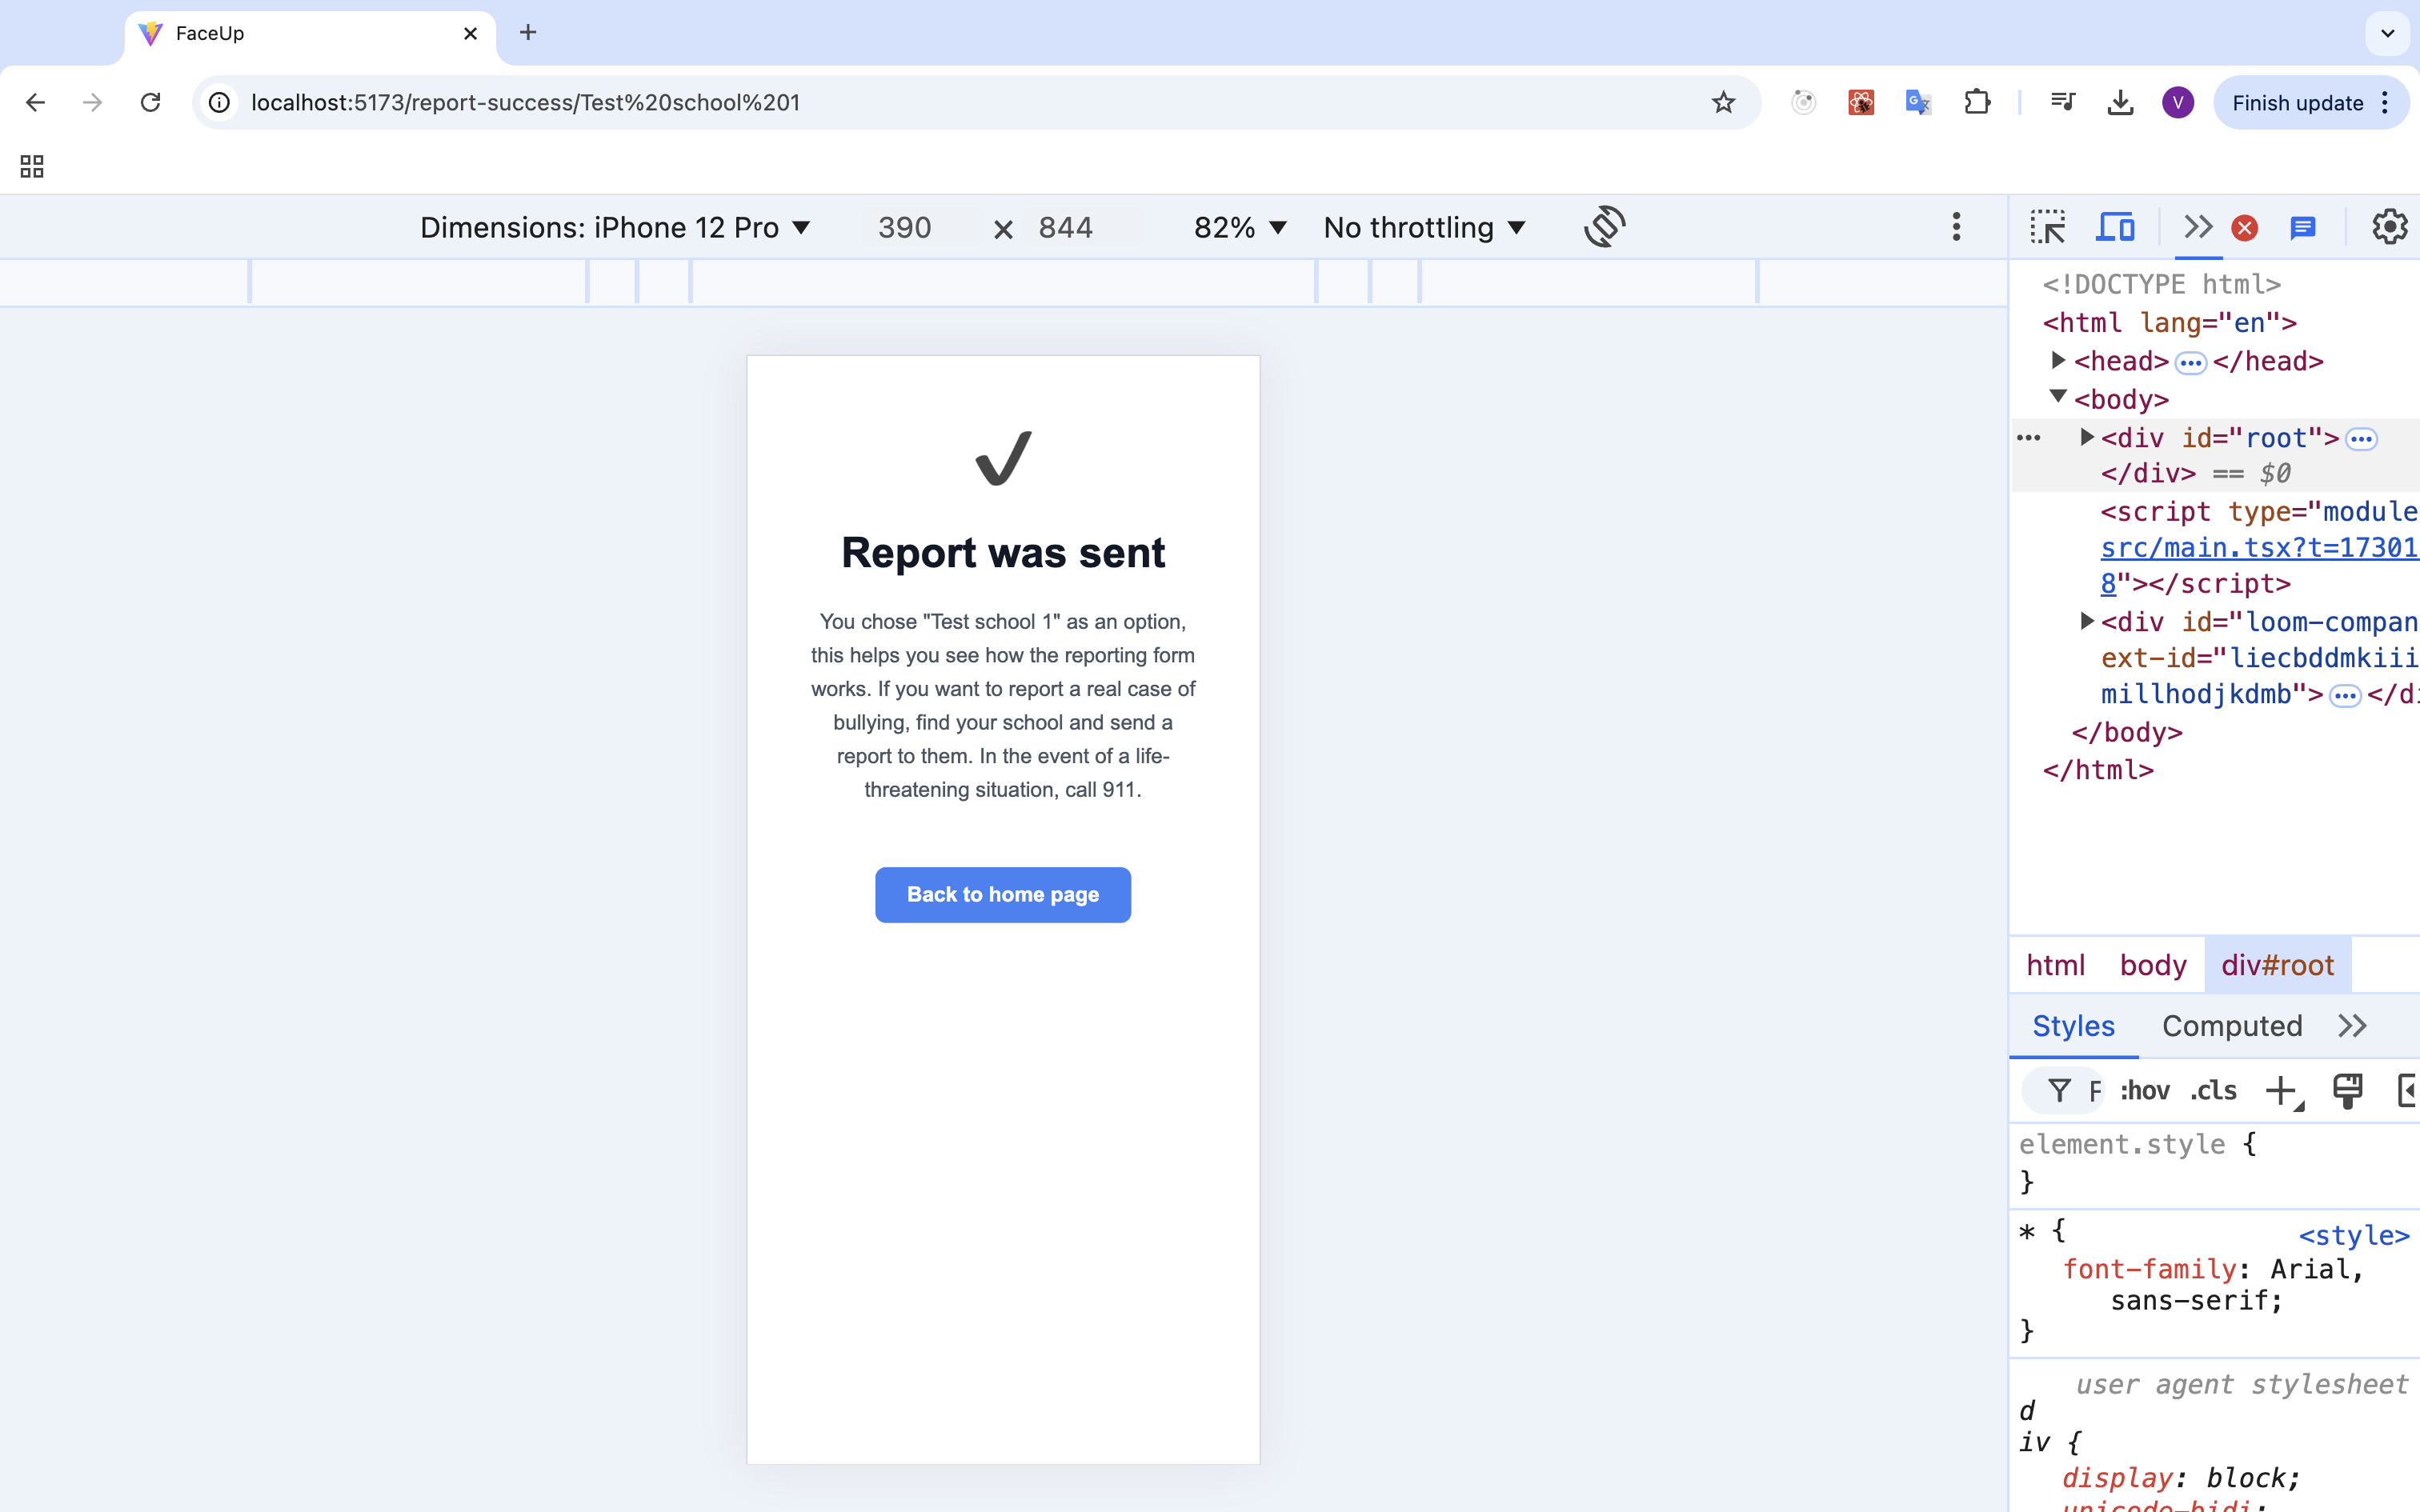 FaceUp
localhost:5173/report-success/Test%20school%201
V
Finish update
Dimensions: iPhone 12 Pro
390
×
844
82%
No throttling
Report was sent
You chose "Test school 1" as an option,
this helps you see how the reporting form
works. If you want to report a real case of
bullying, find your school and send a
report to them. In the event of a life-
threatening situation, call 911.
Back to home page
<!DOCTYPE html>
<html lang="en">
<head> ••• </head>
<body>
••• <div id="root"> •••
</div> == $0
<script type="module
src/main.tsx?t=17301
8"></script>
<div id="loom-compan
ext-id="liecbddmkiii
millhodjkdmb"> ••• </di
</body>
</html>
html body div#root
Styles Computed
F :hov .cls
element.style {
}
* { <style>
font-family: Arial,
sans-serif;
}
user agent stylesheet
d
iv {
display: block;
unicode-bidi: